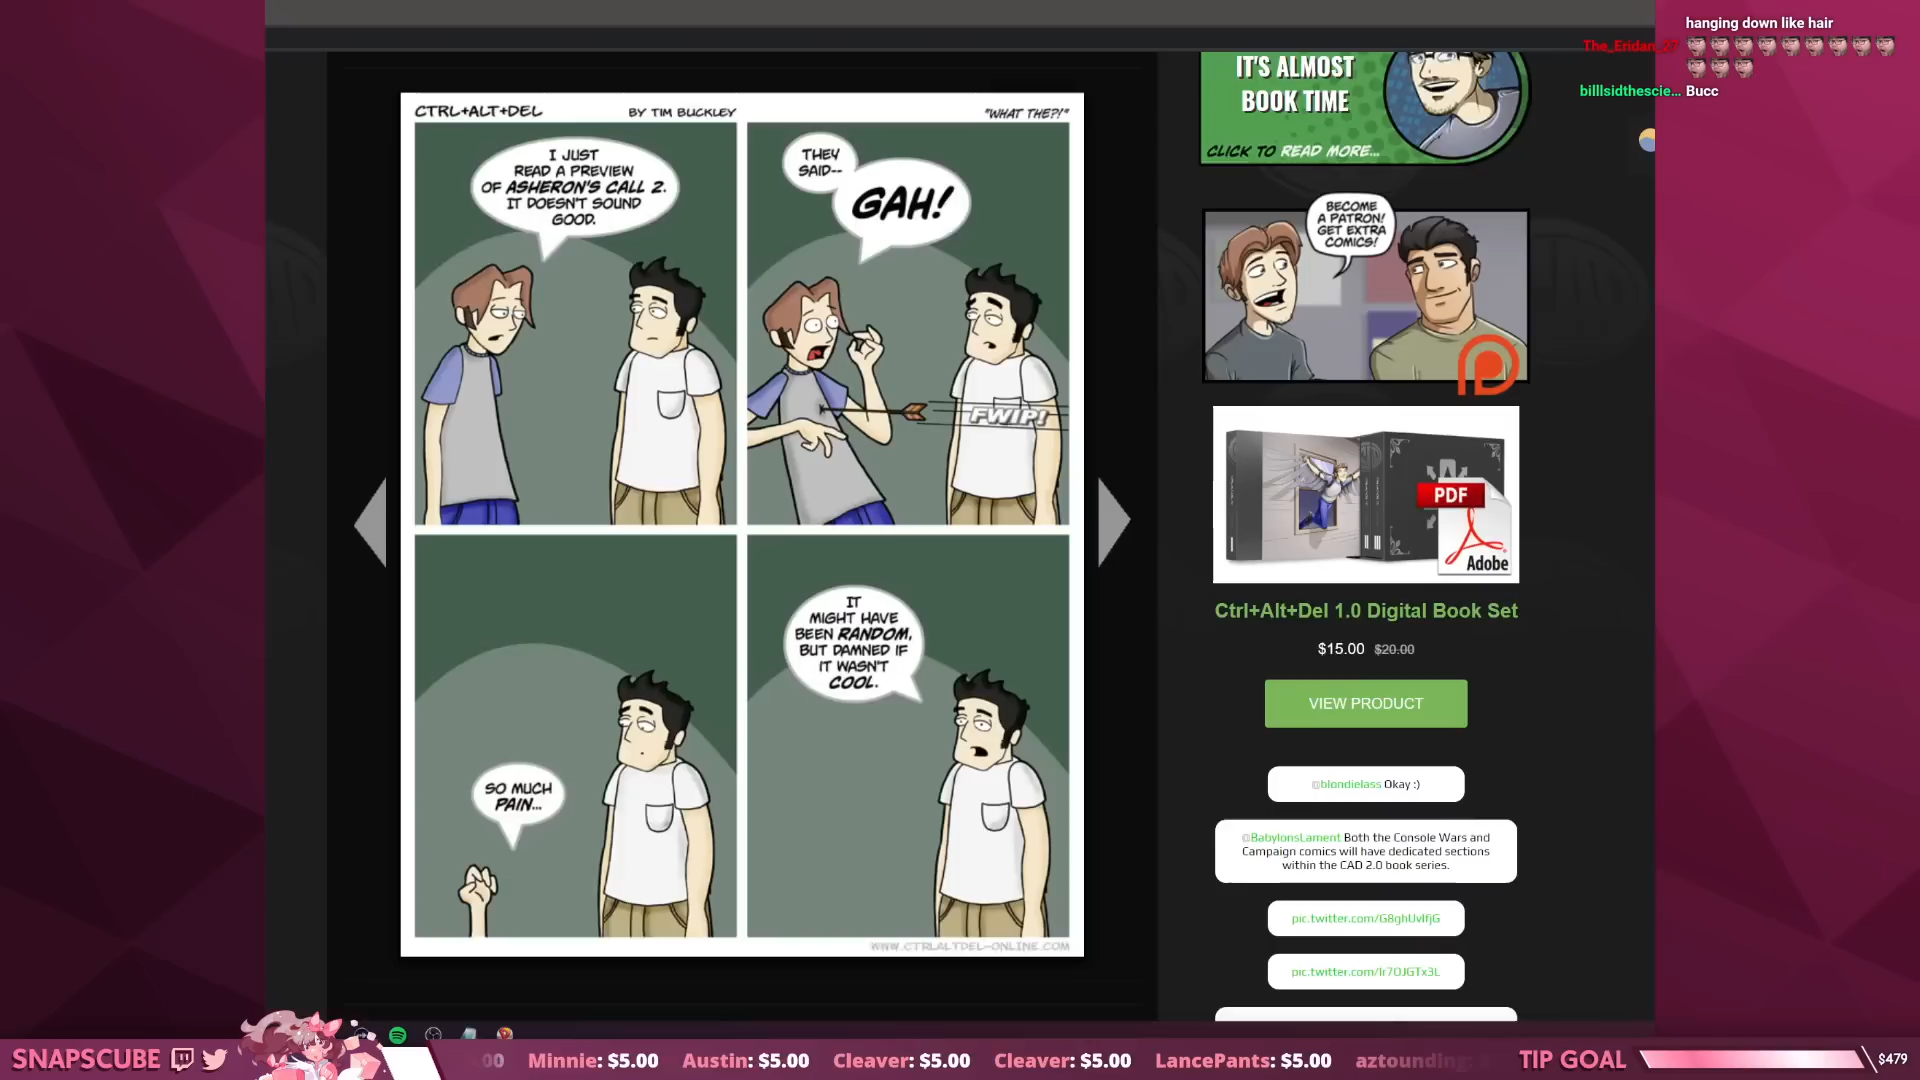 hanging down like hair
The_Eridan_27
billlsidthescie... Bucc
IT'S ALMOST
BOOK TIME
CLICK TO READ MORE...
CTRL+ALT+DEL BY TIM BUCKLEY "WHAT THE?!"
I JUST
READ A PREVIEW
OF ASHERON'S CALL 2.
IT DOESN'T SOUND
GOOD.
THEY
SAID--
GAH!
FWIP!
SO MUCH
PAIN...
IT
MIGHT HAVE
BEEN RANDOM,
BUT DAMNED IF
IT WASN'T
COOL.
WWW.CTRLALTDEL-ONLINE.COM
BECOME
A PATRON!
GET EXTRA
COMICS!
PDF
Adobe
Ctrl+Alt+Del 1.0 Digital Book Set
$15.00 $20.00
VIEW PRODUCT
@blondielass Okay :)
@BabylonsLament Both the Console Wars and
Campaign comics will have dedicated sections
within the CAD 2.0 book series.
pic.twitter.com/G8ghUvIfjG
pic.twitter.com/Ir7OJGTx3L
SNAPSCUBE
00 Minnie: $5.00 Austin: $5.00 Cleaver: $5.00 Cleaver: $5.00 LancePants: $5.00 aztounding:
TIP GOAL $479